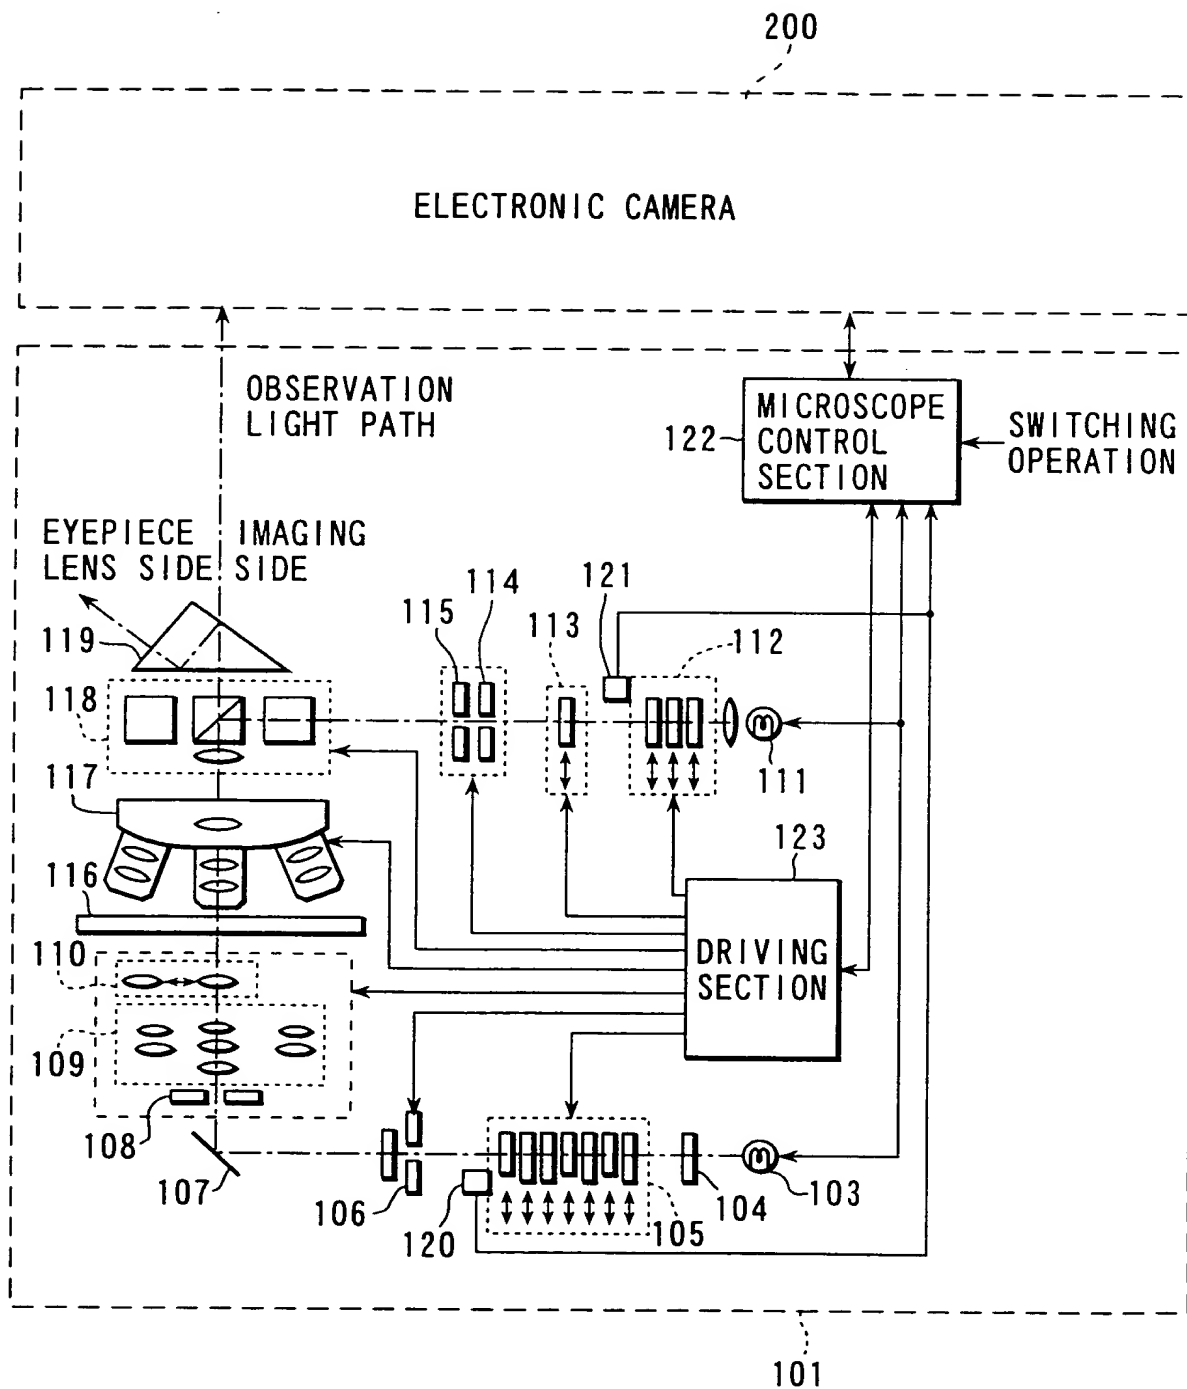 200
ELECTRONIC CAMERA
OBSERVATION
LIGHT PATH
MICROSCOPE
CONTROL
SECTION
122
SWITCHING
OPERATION
EYEPIECE
LENS SIDE
IMAGING
SIDE
119
115
114
113
121
112
118
111
117
123
116
DRIVING
SECTION
110
109
108
107
106
120
105
104
103
101